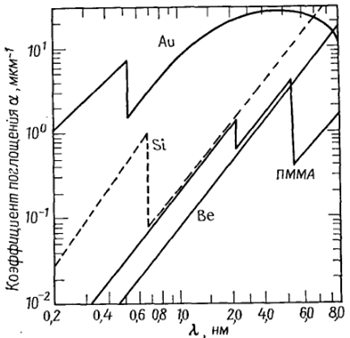 Коэффициент поглощения α, мкм⁻¹
10¹
10⁰
10⁻¹
10⁻²
Au
Si
Be
ПММА
0,2 0,4 0,6 0,8 1,0 2,0 4,0 6,0 8,0
λ, нм